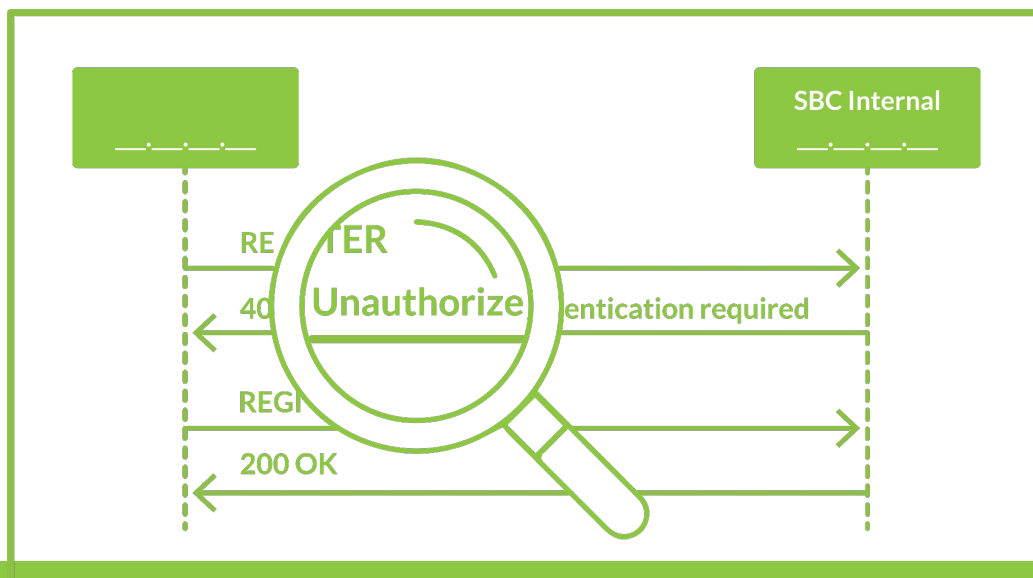 SBC Internal
RE TER
40 Unauthorize entication required
REGI
200 OK